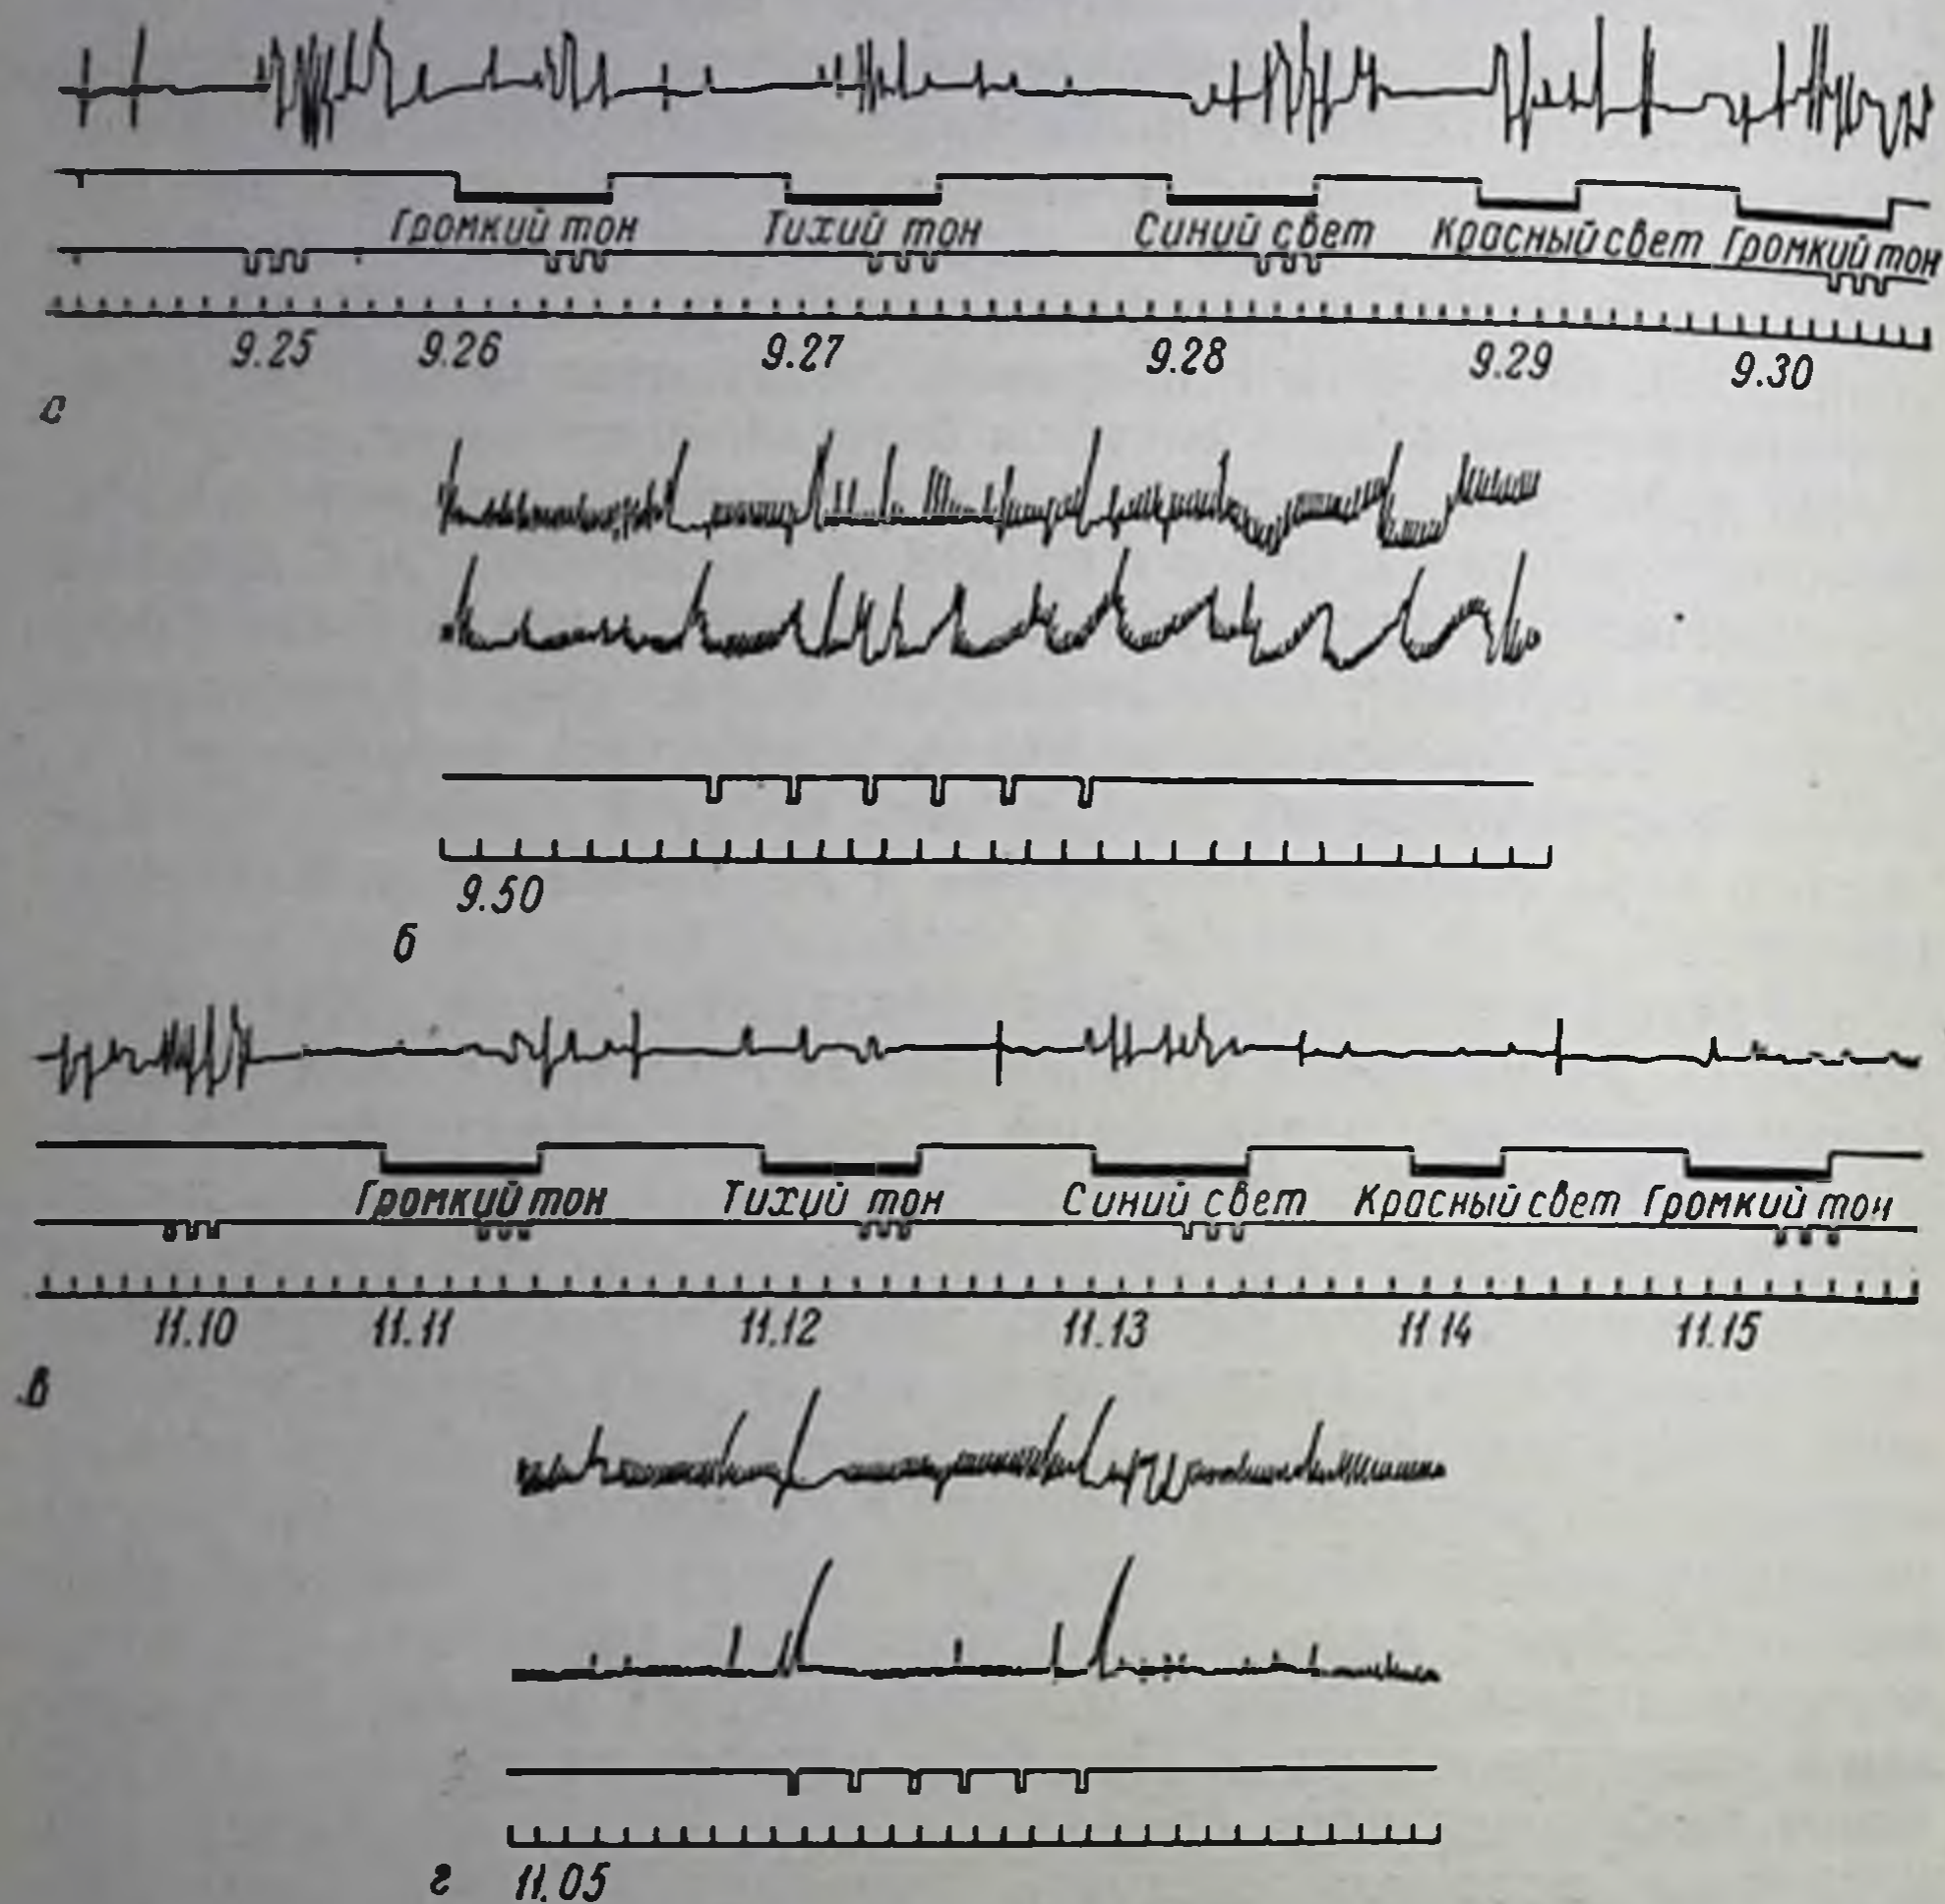 Громкий тон Тихий тон Синий свет Красный свет Громкий тон
9.25 9.26 9.27 9.28 9.29 9.30
а
9.50
б
Громкий тон Тихий тон Синий свет Красный свет Громкий тон
11.10 11.11 11.12 11.13 11 14 11.15
в
11.05
г